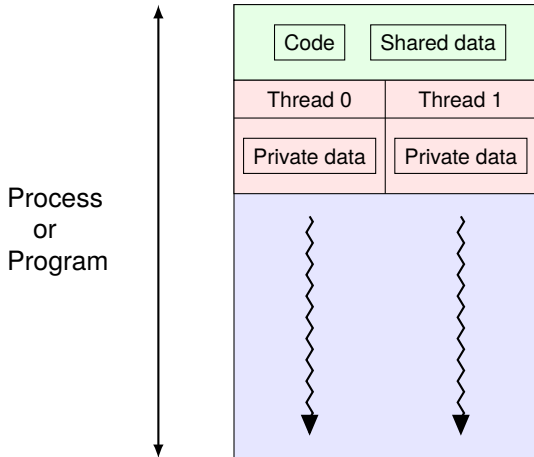 Code Shared data
Thread 0 Thread 1
Private data Private data
Process
or
Program